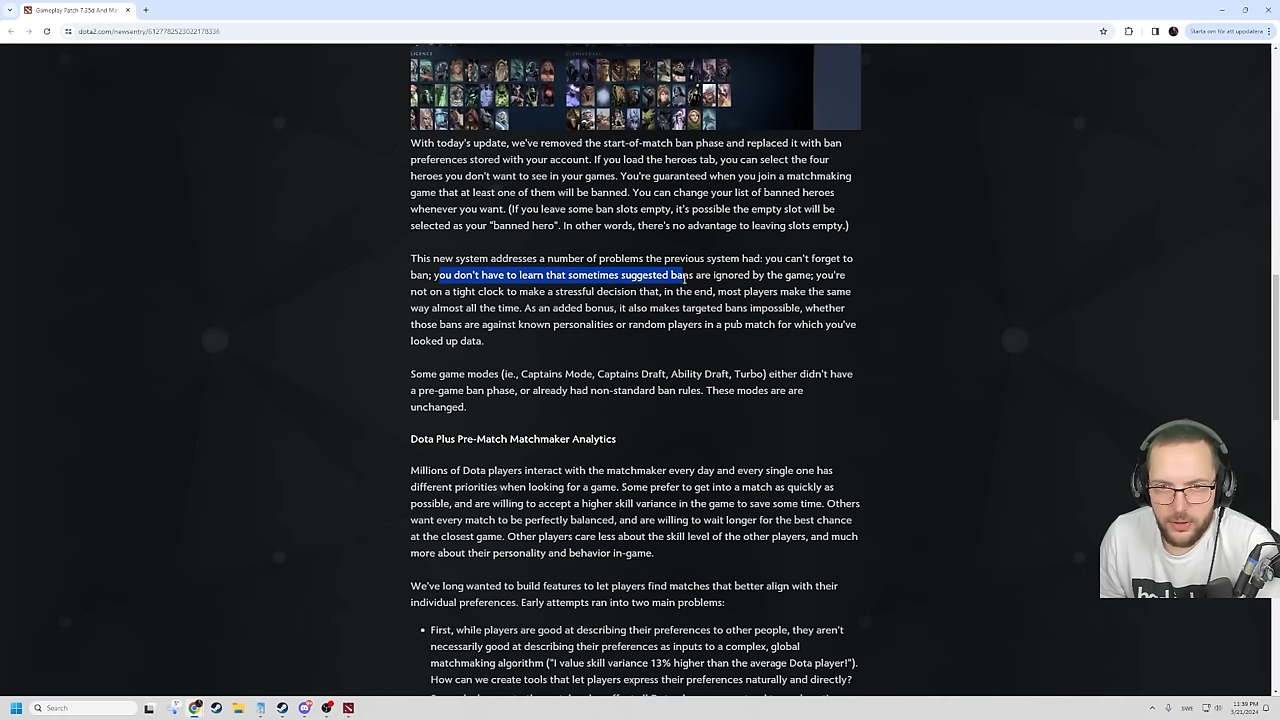 Gameplay Patch 7.35d And Ma
dota2.com/newsentry/6127782523022178336
Starta om för att uppdatera
LIGENCE
UNIVERSAL
With today's update, we've removed the start-of-match ban phase and replaced it with ban
preferences stored with your account. If you load the heroes tab, you can select the four
heroes you don't want to see in your games. You're guaranteed when you join a matchmaking
game that at least one of them will be banned. You can change your list of banned heroes
whenever you want. (If you leave some ban slots empty, it's possible the empty slot will be
selected as your "banned hero". In other words, there's no advantage to leaving slots empty.)
This new system addresses a number of problems the previous system had: you can't forget to
ban; you don't have to learn that sometimes suggested bans are ignored by the game; you're
not on a tight clock to make a stressful decision that, in the end, most players make the same
way almost all the time. As an added bonus, it also makes targeted bans impossible, whether
those bans are against known personalities or random players in a pub match for which you've
looked up data.
Some game modes (ie., Captains Mode, Captains Draft, Ability Draft, Turbo) either didn't have
a pre-game ban phase, or already had non-standard ban rules. These modes are are
unchanged.
Dota Plus Pre-Match Matchmaker Analytics
Millions of Dota players interact with the matchmaker every day and every single one has
different priorities when looking for a game. Some prefer to get into a match as quickly as
possible, and are willing to accept a higher skill variance in the game to save some time. Others
want every match to be perfectly balanced, and are willing to wait longer for the best chance
at the closest game. Other players care less about the skill level of the other players, and much
more about their personality and behavior in-game.
We've long wanted to build features to let players find matches that better align with their
individual preferences. Early attempts ran into two main problems:
• First, while players are good at describing their preferences to other people, they aren't
necessarily good at describing their preferences as inputs to a complex, global
matchmaking algorithm ("I value skill variance 13% higher than the average Dota player!").
How can we create tools that let players express their preferences naturally and directly?
Search
SWE
11:39 PM
3/21/2024